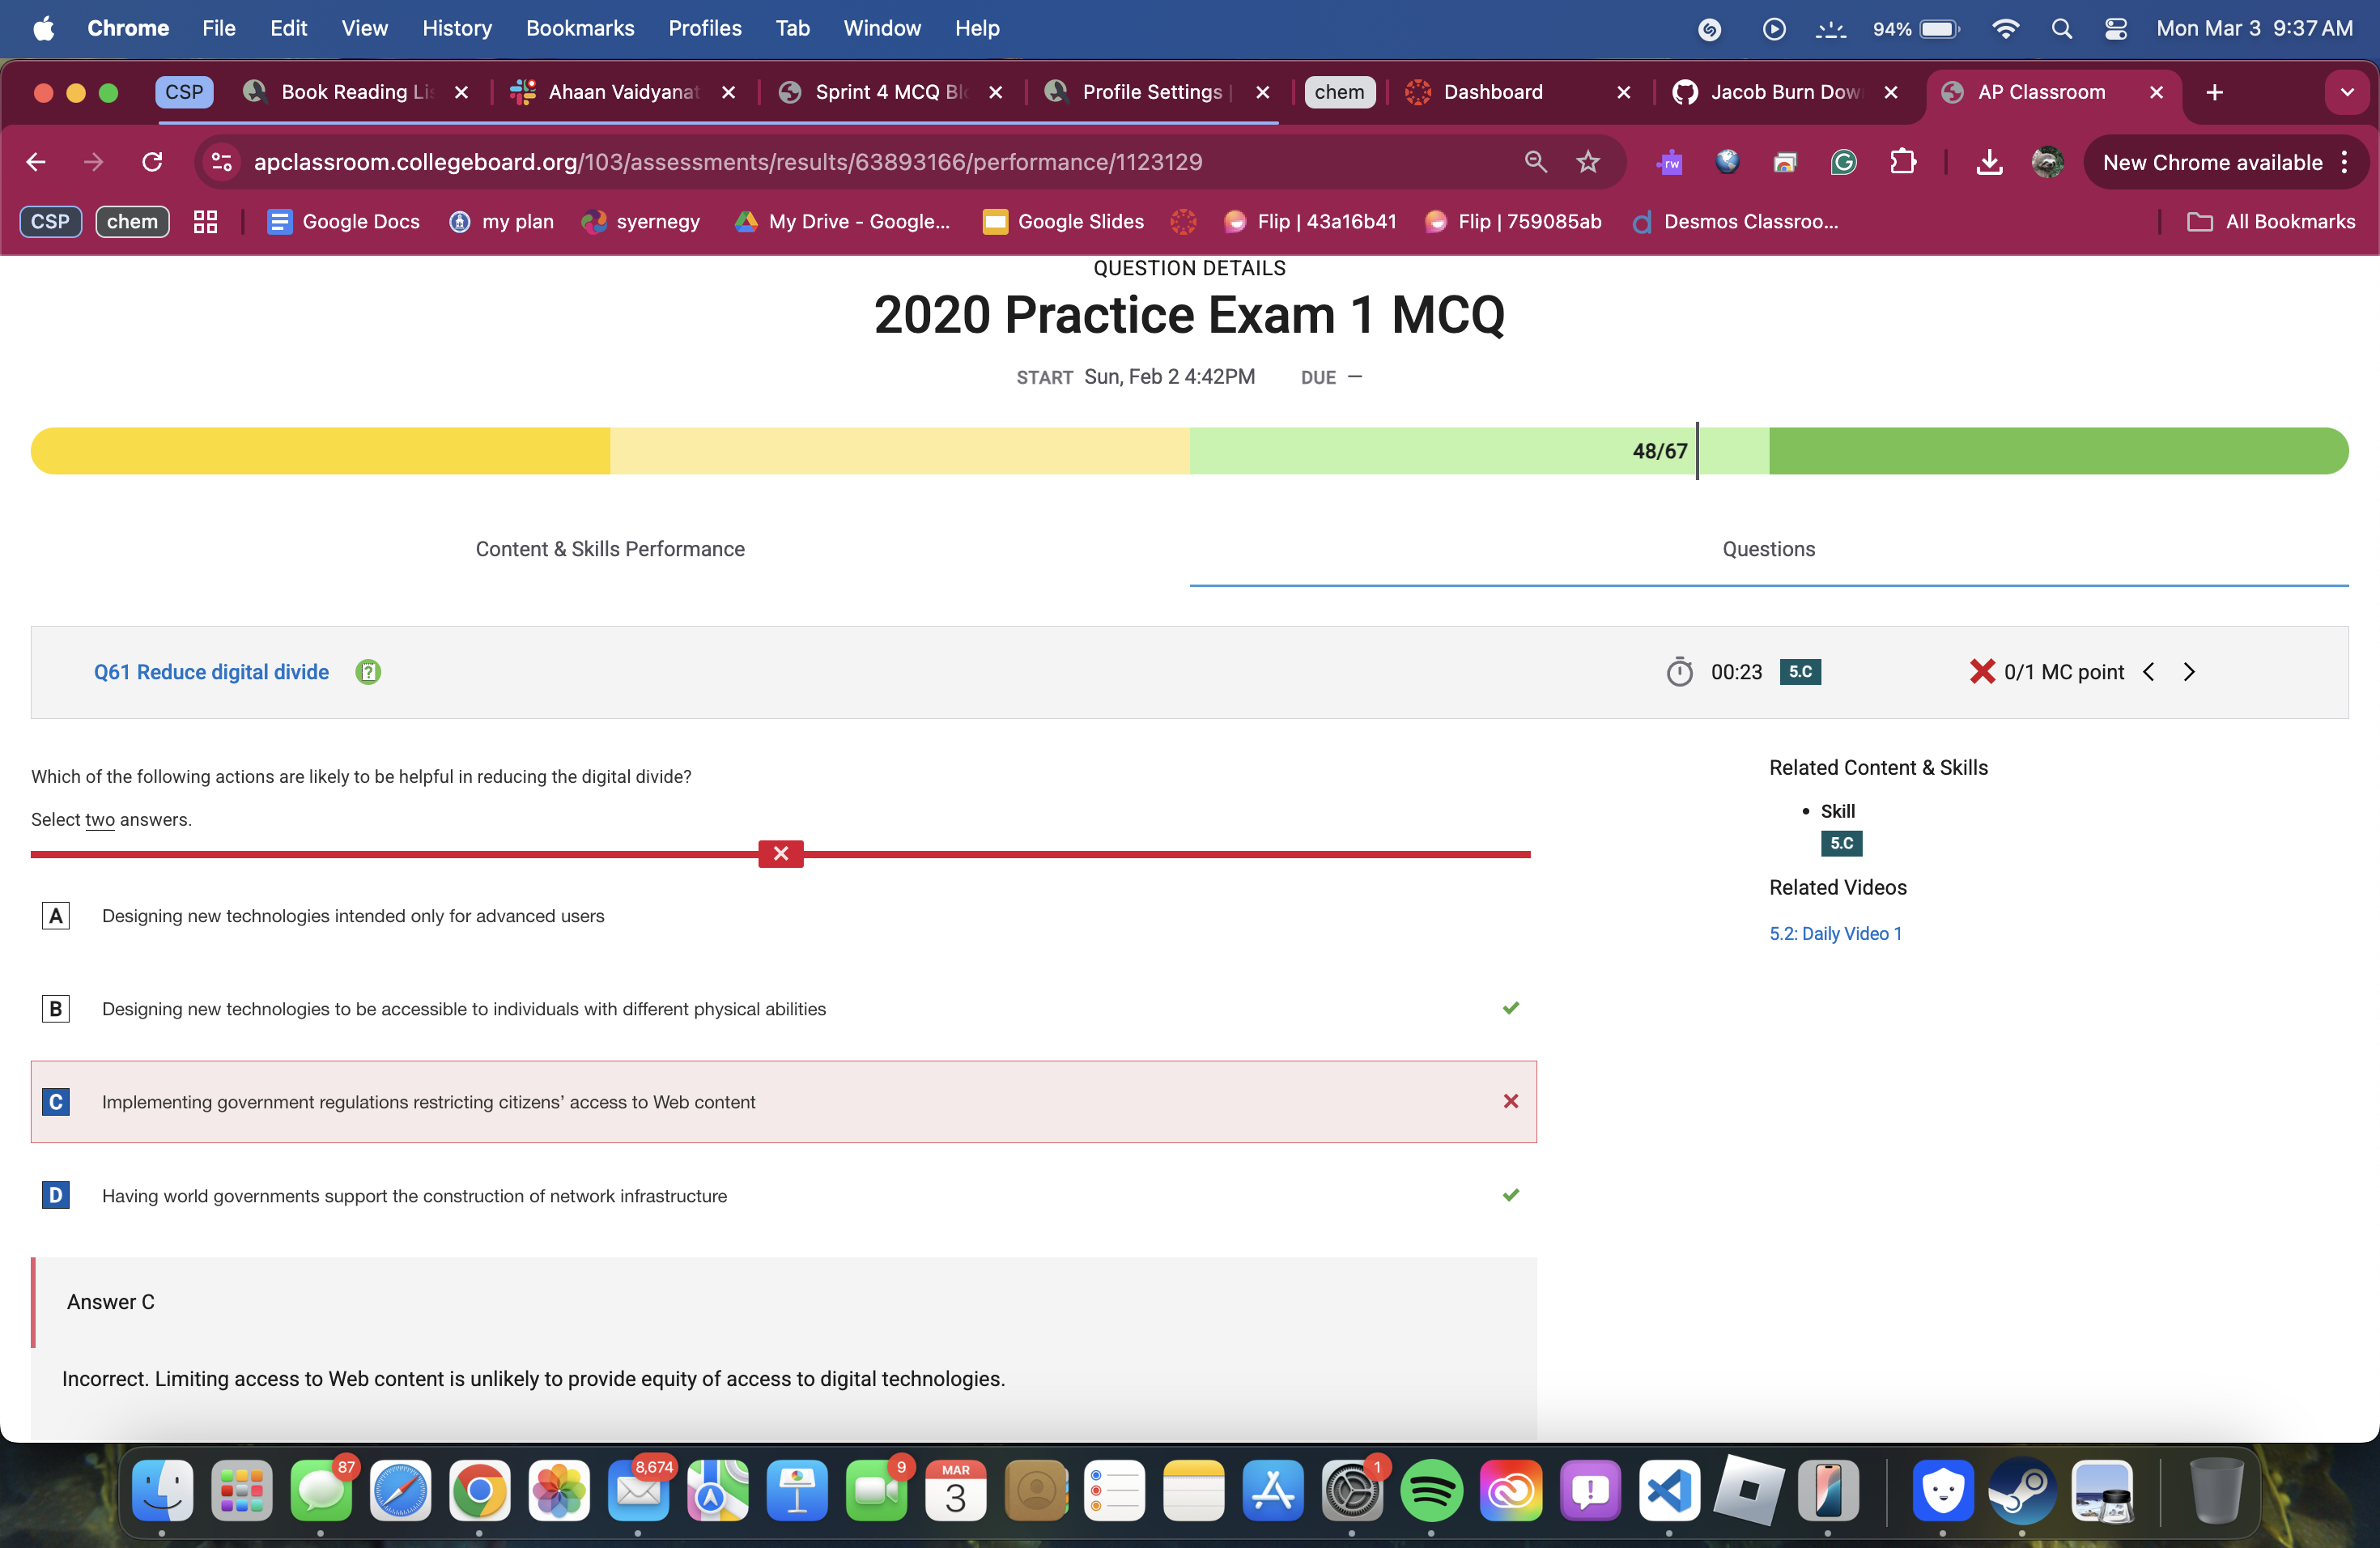 Chrome File Edit View History Bookmarks Profiles Tab Window Help 94% Mon Mar 3 9:37 AM
CSP Book Reading Lis Ahaan Vaidyanat Sprint 4 MCQ Blo Profile Settings | chem Dashboard Jacob Burn Dow AP Classroom
apclassroom.collegeboard.org/103/assessments/results/63893166/performance/1123129 rw New Chrome available
CSP chem Google Docs my plan syernegy My Drive - Google... Google Slides Flip | 43a16b41 Flip | 759085ab Desmos Classroo... All Bookmarks
QUESTION DETAILS
2020 Practice Exam 1 MCQ
START Sun, Feb 2 4:42PM DUE —
48/67
Content & Skills Performance Questions
Q61 Reduce digital divide ? 00:23 5.C 0/1 MC point
Which of the following actions are likely to be helpful in reducing the digital divide?
Select two answers.
A Designing new technologies intended only for advanced users
B Designing new technologies to be accessible to individuals with different physical abilities
C Implementing government regulations restricting citizens’ access to Web content
D Having world governments support the construction of network infrastructure
Answer C
Incorrect. Limiting access to Web content is unlikely to provide equity of access to digital technologies.
Related Content & Skills
Skill
5.C
Related Videos
5.2: Daily Video 1
87 8,674 9 MAR 3 1